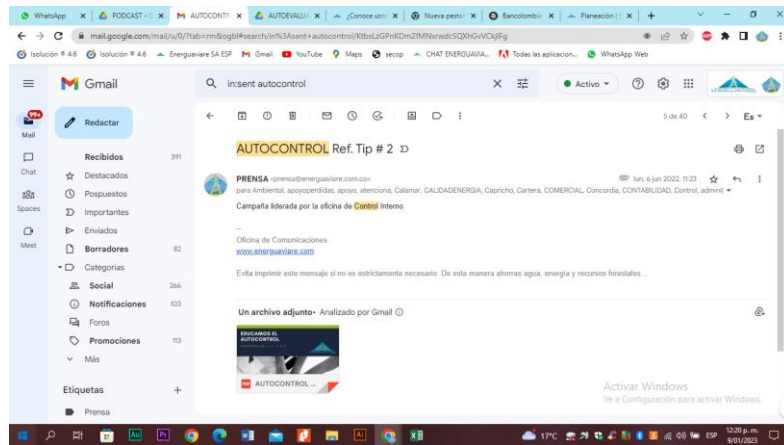 WhatsApp
PODCAST -
AUTOCONTR
AUTOEVALU
¿Conoce uste
Nueva pestañ
Bancolombia
Planeación | I
mail.google.com/mail/u/0/?tab=rm&ogbl#search/in%3Asent+autocontrol/
Isolución ® 4.6
Isolución ® 4.6
Energuaviare SA ESP
Gmail
YouTube
Maps
secop
CHAT ENERGUAVIA...
Todas las aplicacion...
WhatsApp Web
Gmail
in:sent autocontrol
Activo
99+
Mail
Chat
Spaces
Meet
Redactar
Recibidos 391
Destacados
Pospuestos
Importantes
Enviados
Borradores 82
Categorías
Social 266
Notificaciones 103
Foros
Promociones 113
Más
Etiquetas +
Prensa
5 de 40
Es
AUTOCONTROL Ref. Tip # 2
PRENSA <prensa@energuaviare.com.co>
lun, 6 jun 2022, 11:23
para Ambiental, apoyoperdidas, apoyo, atenciona, Calamar, CALIDADENERGIA, Capricho, Cartera, COMERCIAL, Concordia, CONTABILIDAD, Control,
Campaña liderada por la oficina de Control Interno
--
Oficina de Comunicaciones
www.energuaviare.com
Evita imprimir este mensaje si no es estrictamente necesario. De esta manera ahorras agua, energía y recursos forestales.
Un archivo adjunto • Analizado por Gmail
EDUCAMOS EL
AUTOCONTROL
PDF AUTOCONTROL ...
Activar Windows
Ve a Configuración para activar Windows.
17°C
ESP
12:20 p. m.
9/01/2023